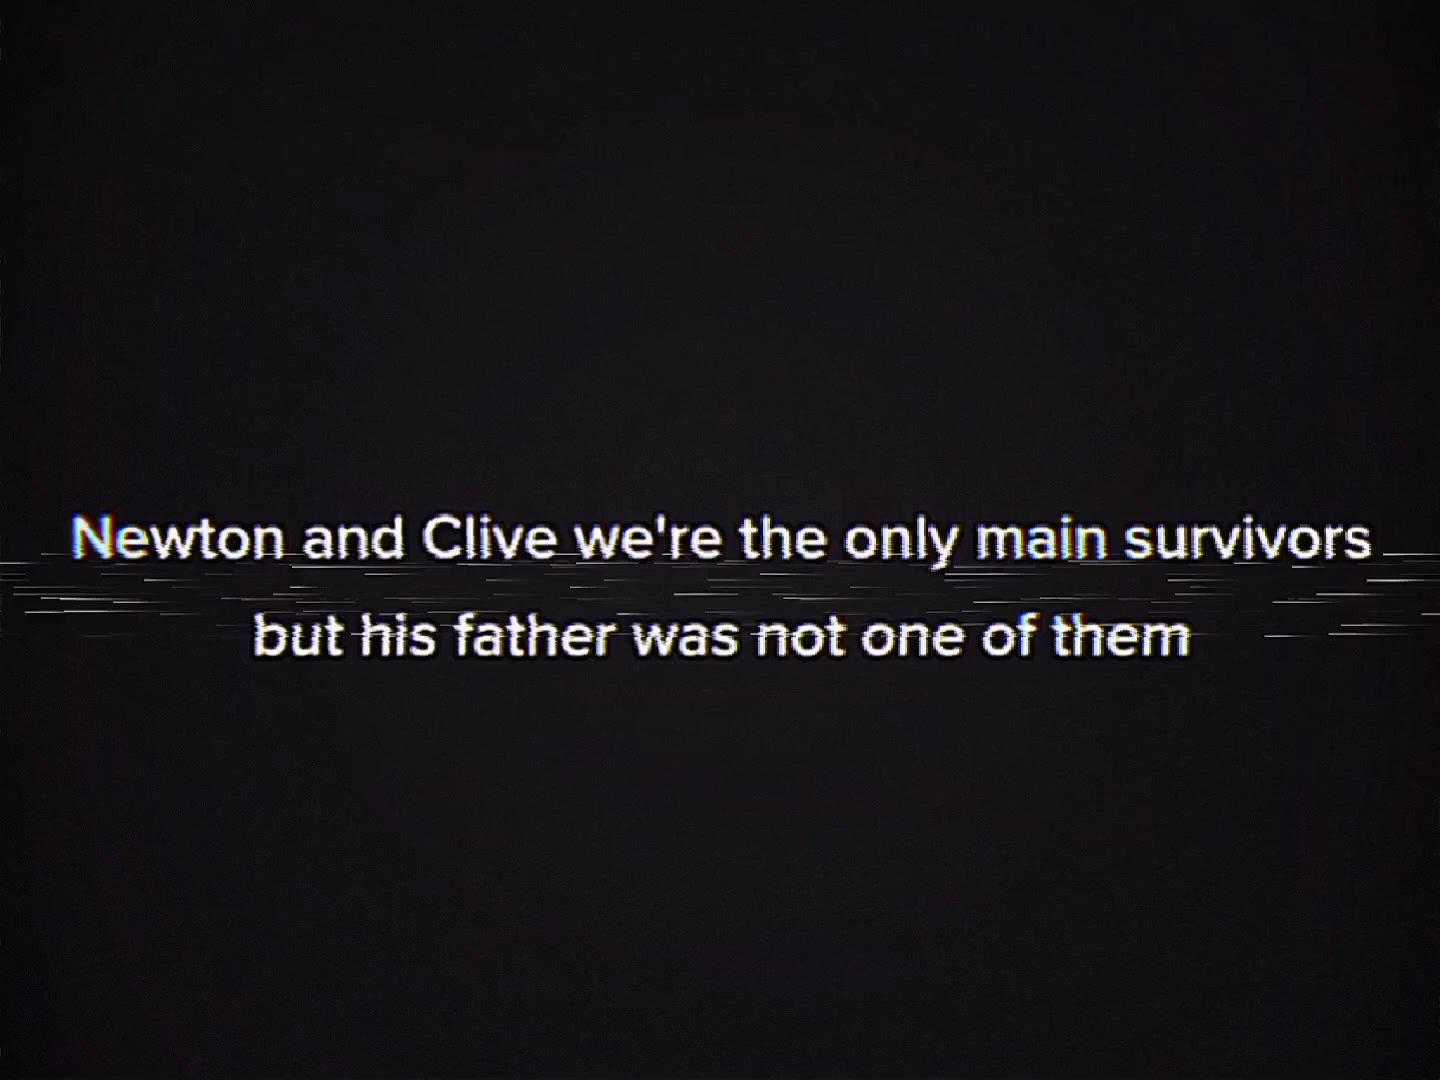 Newton and Clive we're the only main survivors
but his father was not one of them